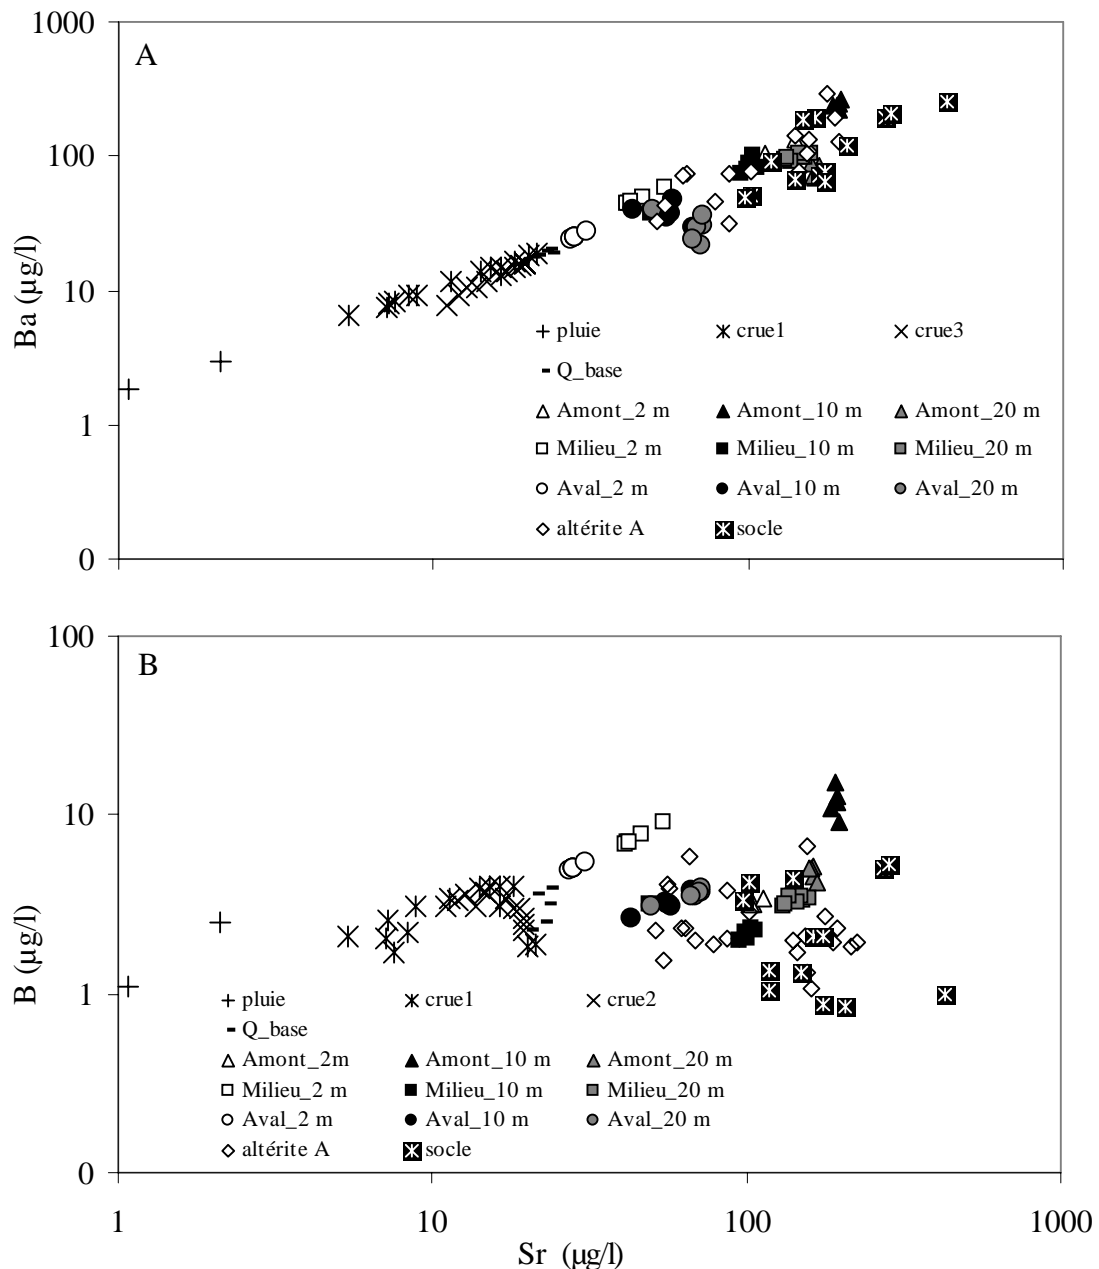 1000
A
100
10
1
0
Ba (µg/l)
pluie crue1 crue3
Q_base
Amont_2 m Amont_10 m Amont_20 m
Milieu_2 m Milieu_10 m Milieu_20 m
Aval_2 m Aval_10 m Aval_20 m
altérite A socle
100
B
10
1
0
B (µg/l)
pluie crue1 crue2
Q_base
Amont_2m Amont_10 m Amont_20 m
Milieu_2 m Milieu_10 m Milieu_20 m
Aval_2 m Aval_10 m Aval_20 m
altérite A socle
1 10 100 1000
Sr (µg/l)